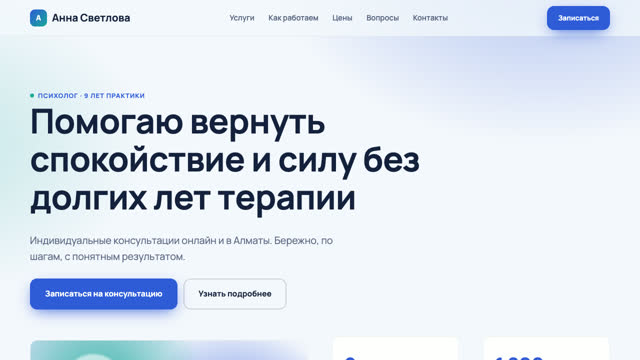 А
Анна Светлова
Услуги
Как работаем
Цены
Вопросы
Контакты
Записаться
ПСИХОЛОГ · 9 ЛЕТ ПРАКТИКИ
Помогаю вернуть
спокойствие и силу без
долгих лет терапии
Индивидуальные консультации онлайн и в Алматы. Бережно, по
шагам, с понятным результатом.
Записаться на консультацию
Узнать подробнее